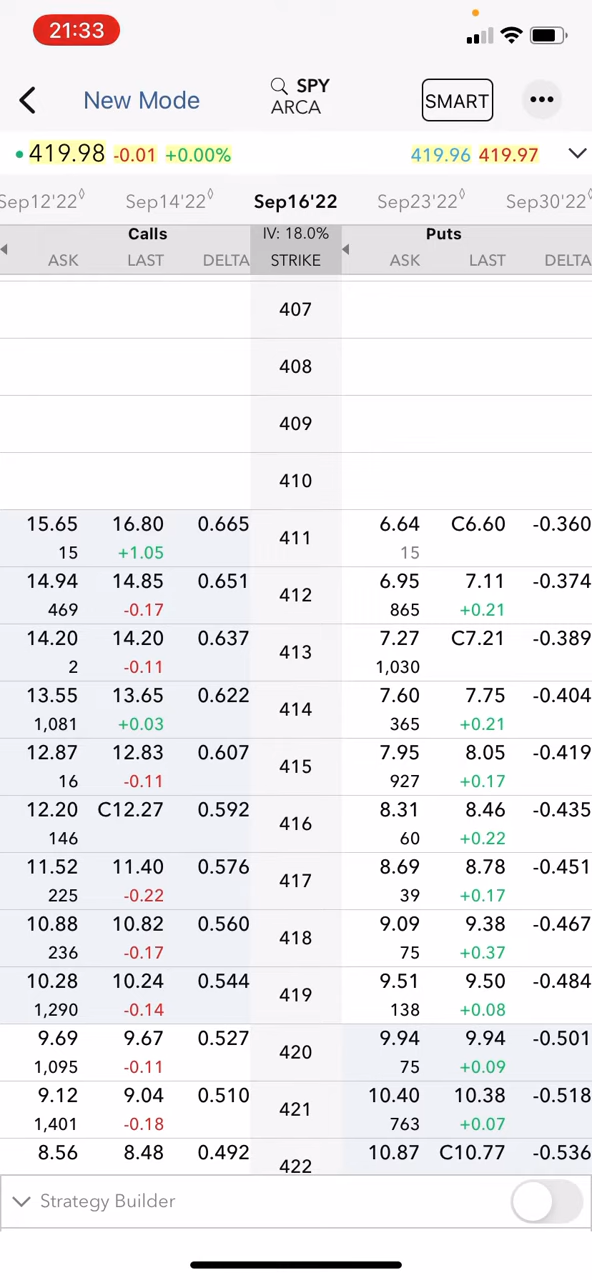 21:33
New Mode
SPY
ARCA
SMART
419.98 -0.01 +0.00% 419.96 419.97
Sep12'22◊ Sep14'22◊ Sep16'22 Sep23'22◊ Sep30'22◊
Calls IV: 18.0% Puts
ASK LAST DELTA STRIKE ASK LAST DELTA
407
408
409
410
15.65 16.80 0.665 411 6.64 C6.60 -0.360
15 +1.05 15
14.94 14.85 0.651 412 6.95 7.11 -0.374
469 -0.17 865 +0.21
14.20 14.20 0.637 413 7.27 C7.21 -0.389
2 -0.11 1,030
13.55 13.65 0.622 414 7.60 7.75 -0.404
1,081 +0.03 365 +0.21
12.87 12.83 0.607 415 7.95 8.05 -0.419
16 -0.11 927 +0.17
12.20 C12.27 0.592 416 8.31 8.46 -0.435
146 60 +0.22
11.52 11.40 0.576 417 8.69 8.78 -0.451
225 -0.22 39 +0.17
10.88 10.82 0.560 418 9.09 9.38 -0.467
236 -0.17 75 +0.37
10.28 10.24 0.544 419 9.51 9.50 -0.484
1,290 -0.14 138 +0.08
9.69 9.67 0.527 420 9.94 9.94 -0.501
1,095 -0.11 75 +0.09
9.12 9.04 0.510 421 10.40 10.38 -0.518
1,401 -0.18 763 +0.07
8.56 8.48 0.492 422 10.87 C10.77 -0.536
Strategy Builder